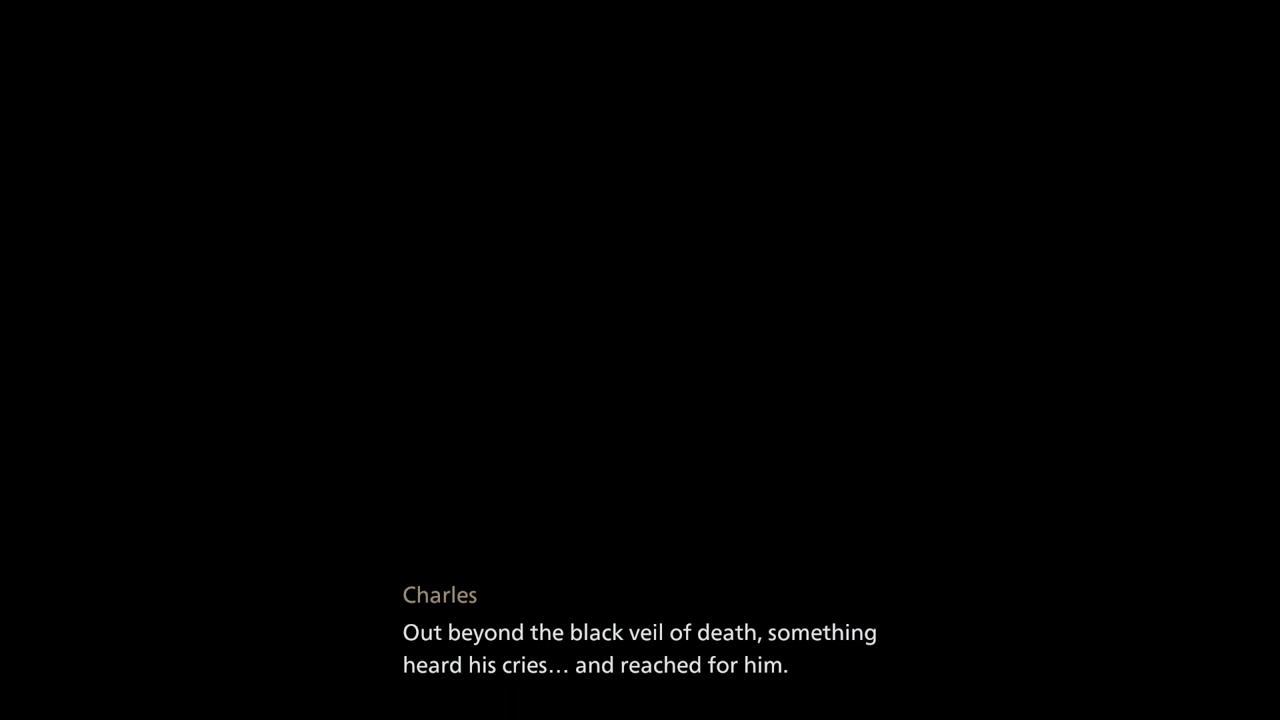 Charles
Out beyond the black veil of death, something
heard his cries… and reached for him.